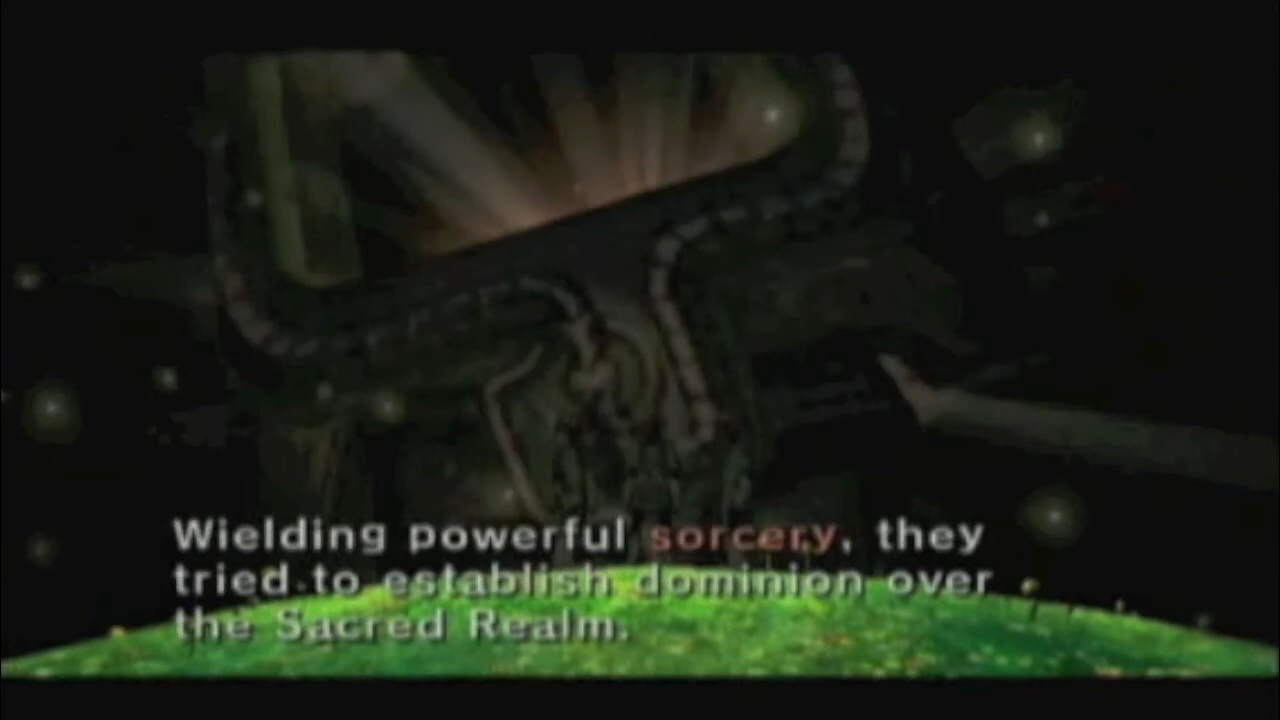 Wielding powerful sorcery, they
tried to establish dominion over
the Sacred Realm.